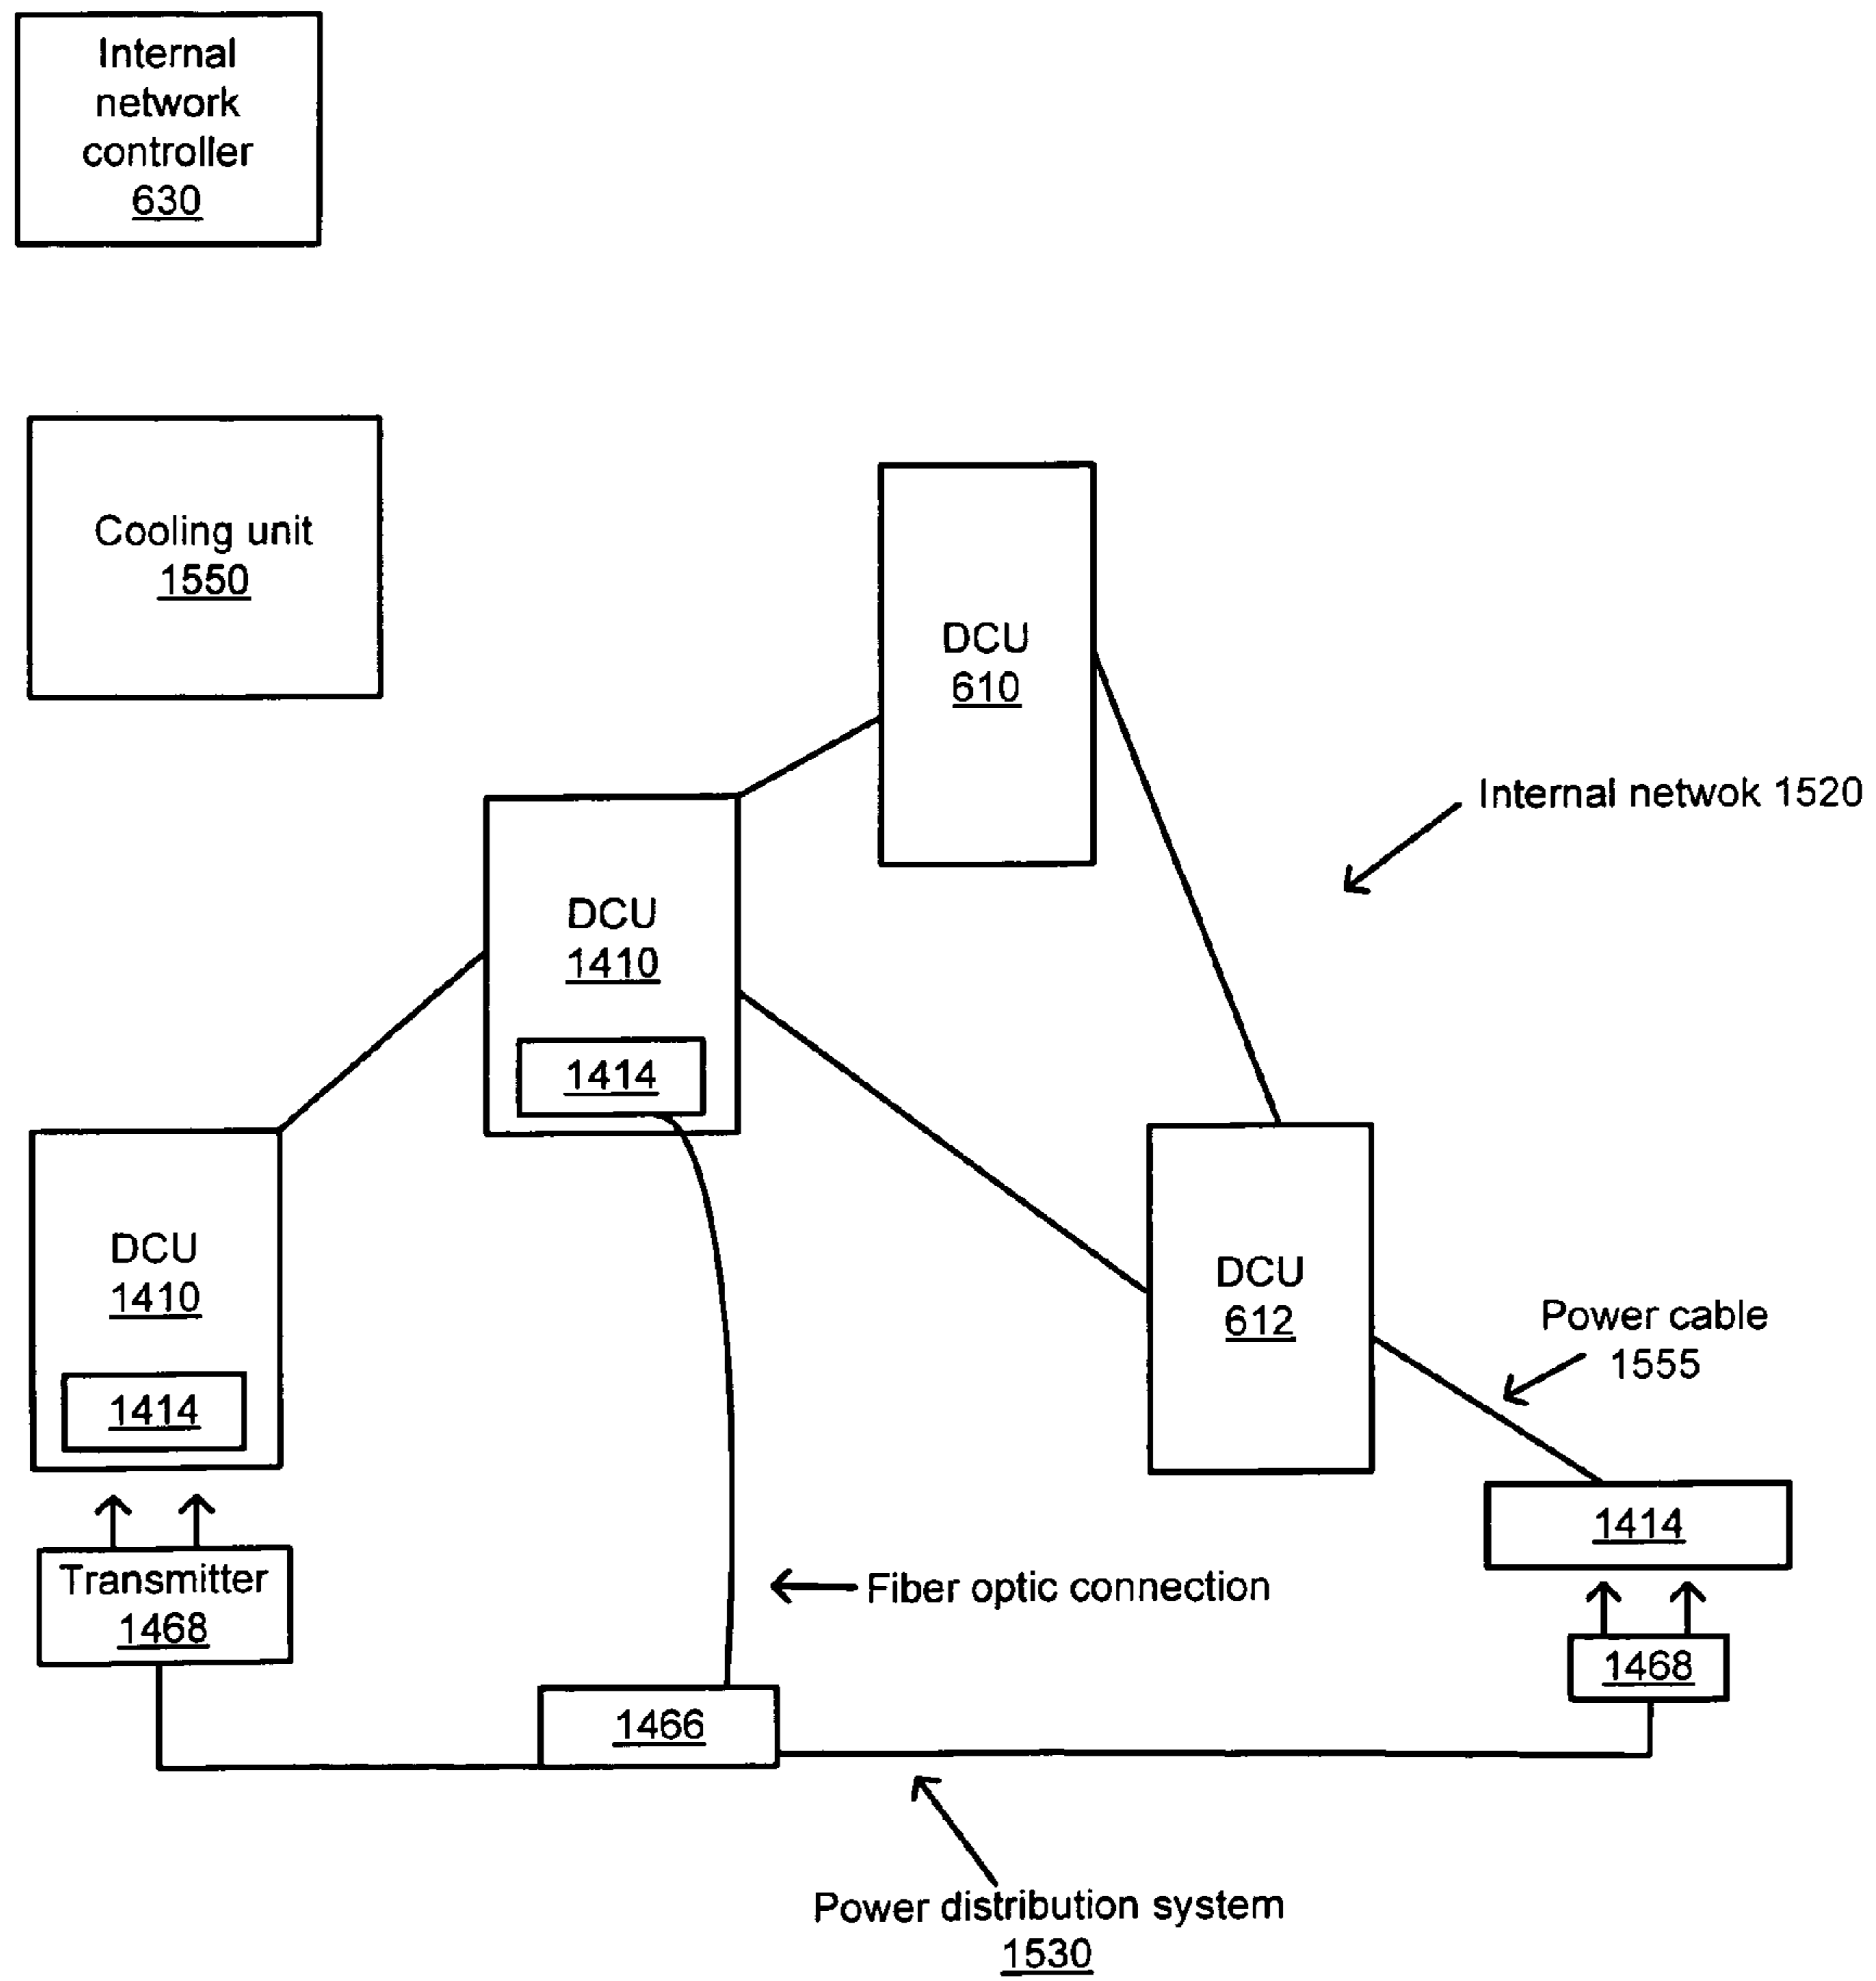 Internal
network
controller
630
Cooling unit
1550
DCU
610
Internal netwok 1520
DCU
1410
1414
DCU
1410
1414
DCU
612
Power cable
1555
1414
Transmitter
1468
Fiber optic connection
1468
1466
Power distribution system
1530